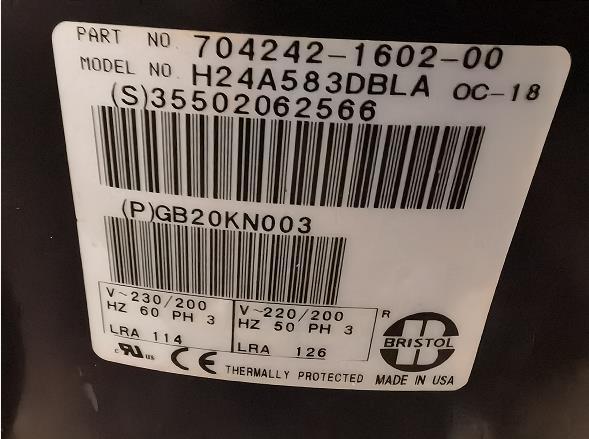 PART NO 704242-1602-00
MODEL NO H24A583DBLA OC-18
(S)35502062566
(P)GB20KN003
V~230/200
HZ 60 PH 3
LRA 114
V~220/200
HZ 50 PH 3
LRA 126
R
BRISTOL
c RU us CE THERMALLY PROTECTED MADE IN USA